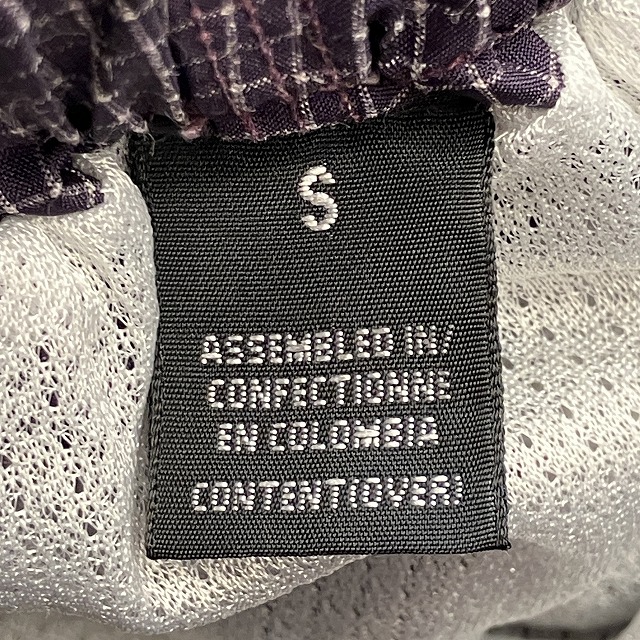 S
ASSEMBLED IN/
CONFECTIONNE
EN COLOMBIA
CONTENT(OVER)